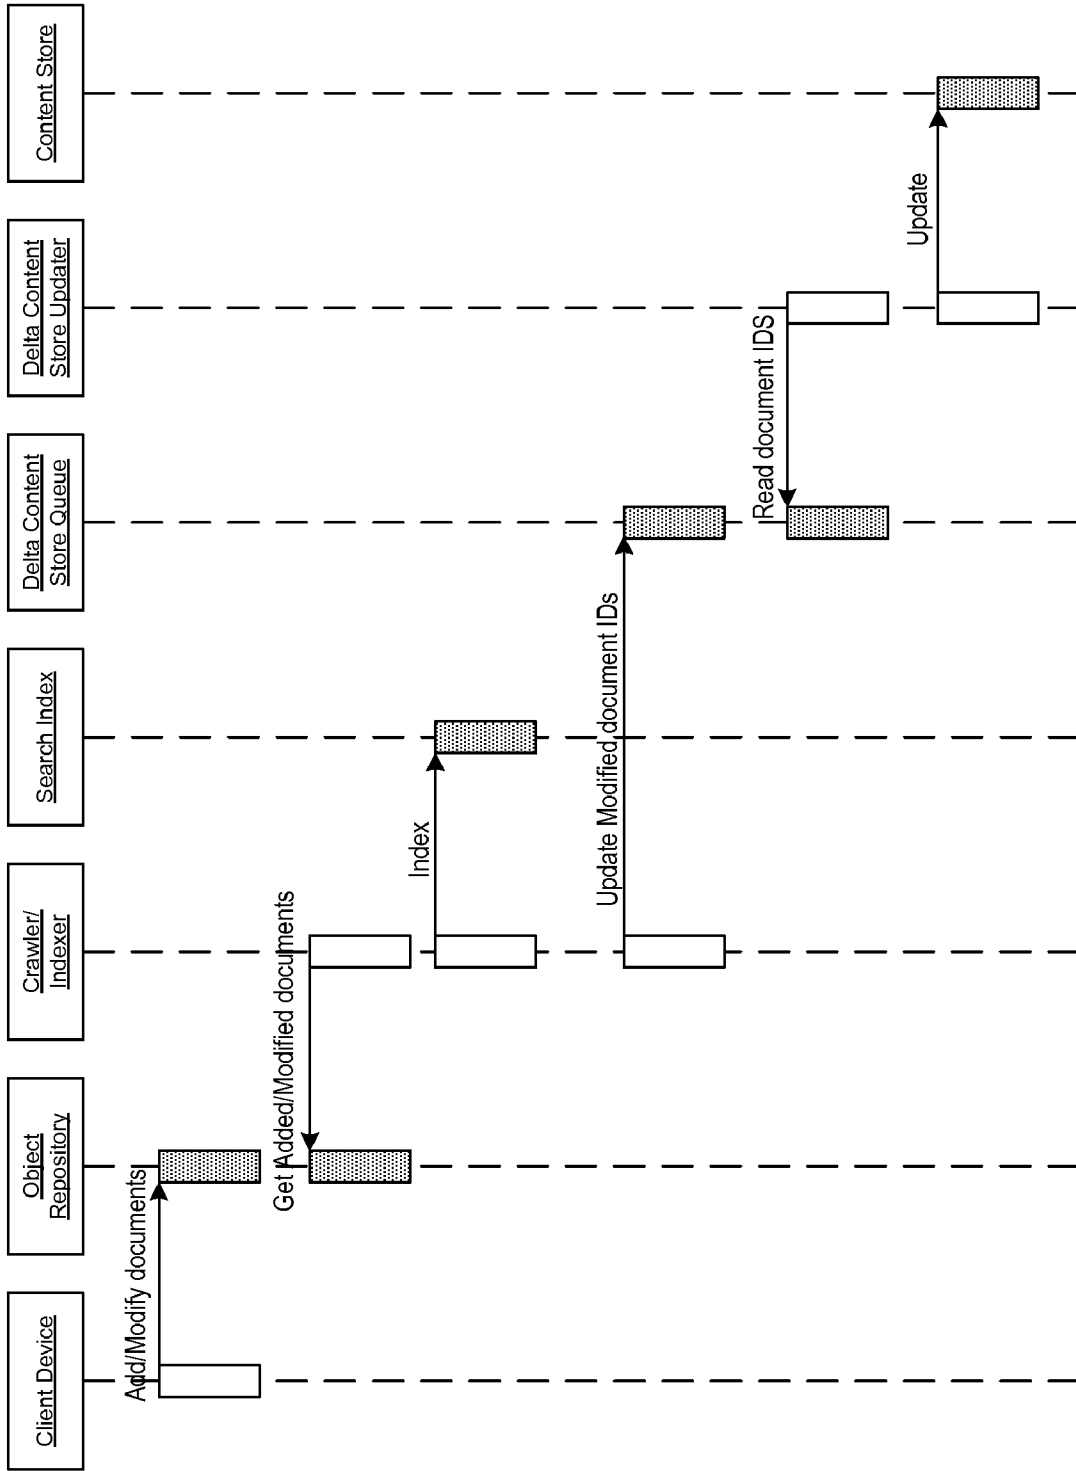 Client Device
Object
Repository
Crawler/
Indexer
Search Index
Delta Content
Store Queue
Delta Content
Store Updater
Content Store
Add/Modify documents
Get Added/Modified documents
Index
Update Modified document IDs
Read document IDS
Update